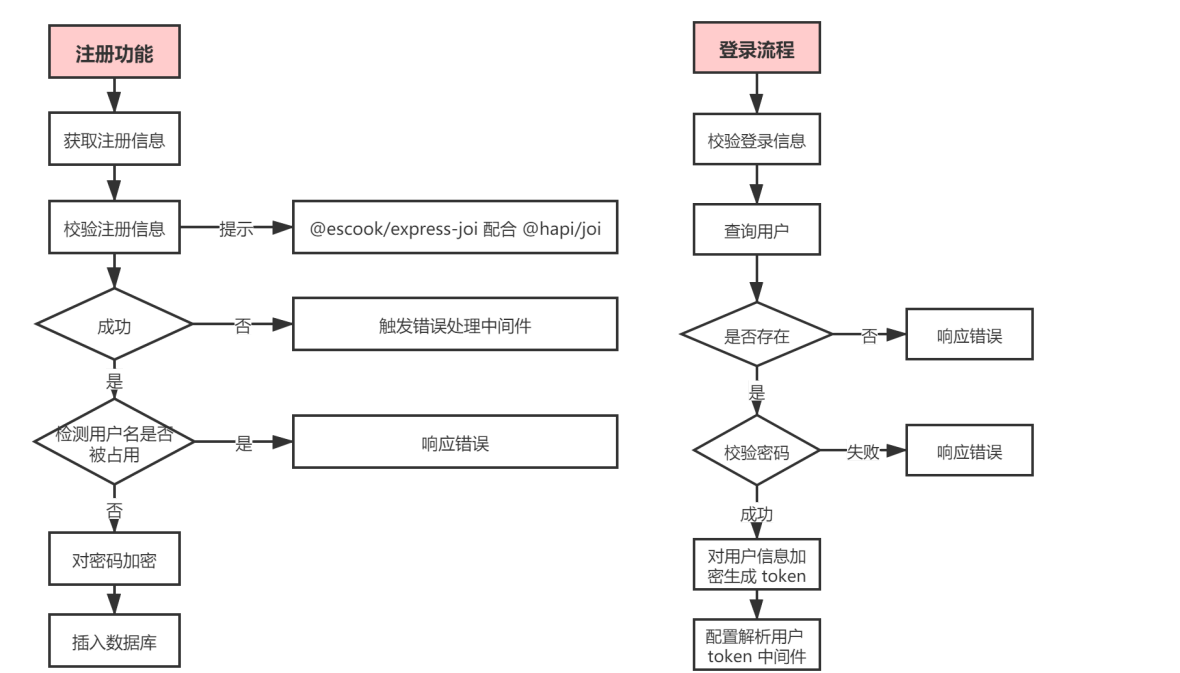 注册功能
获取注册信息
校验注册信息
提示
@escook/express-joi 配合 @hapi/joi
成功
否
触发错误处理中间件
是
检测用户名是否
被占用
是
响应错误
否
对密码加密
插入数据库
登录流程
校验登录信息
查询用户
是否存在
否
响应错误
是
校验密码
失败
响应错误
成功
对用户信息加
密生成 token
配置解析用户
token 中间件